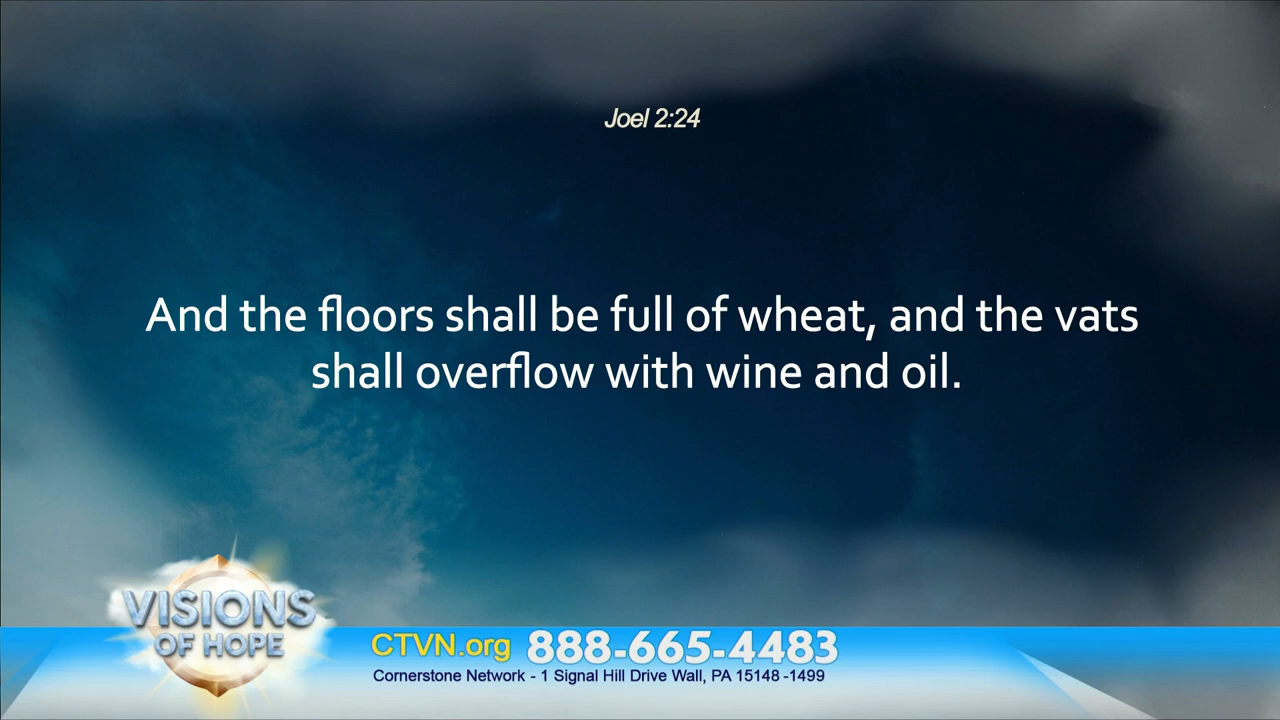 Joel 2:24
And the floors shall be full of wheat, and the vats
shall overflow with wine and oil.
VISIONS
OF HOPE
CTVN.org 888-665-4483
Cornerstone Network - 1 Signal Hill Drive Wall, PA 15148 -1499